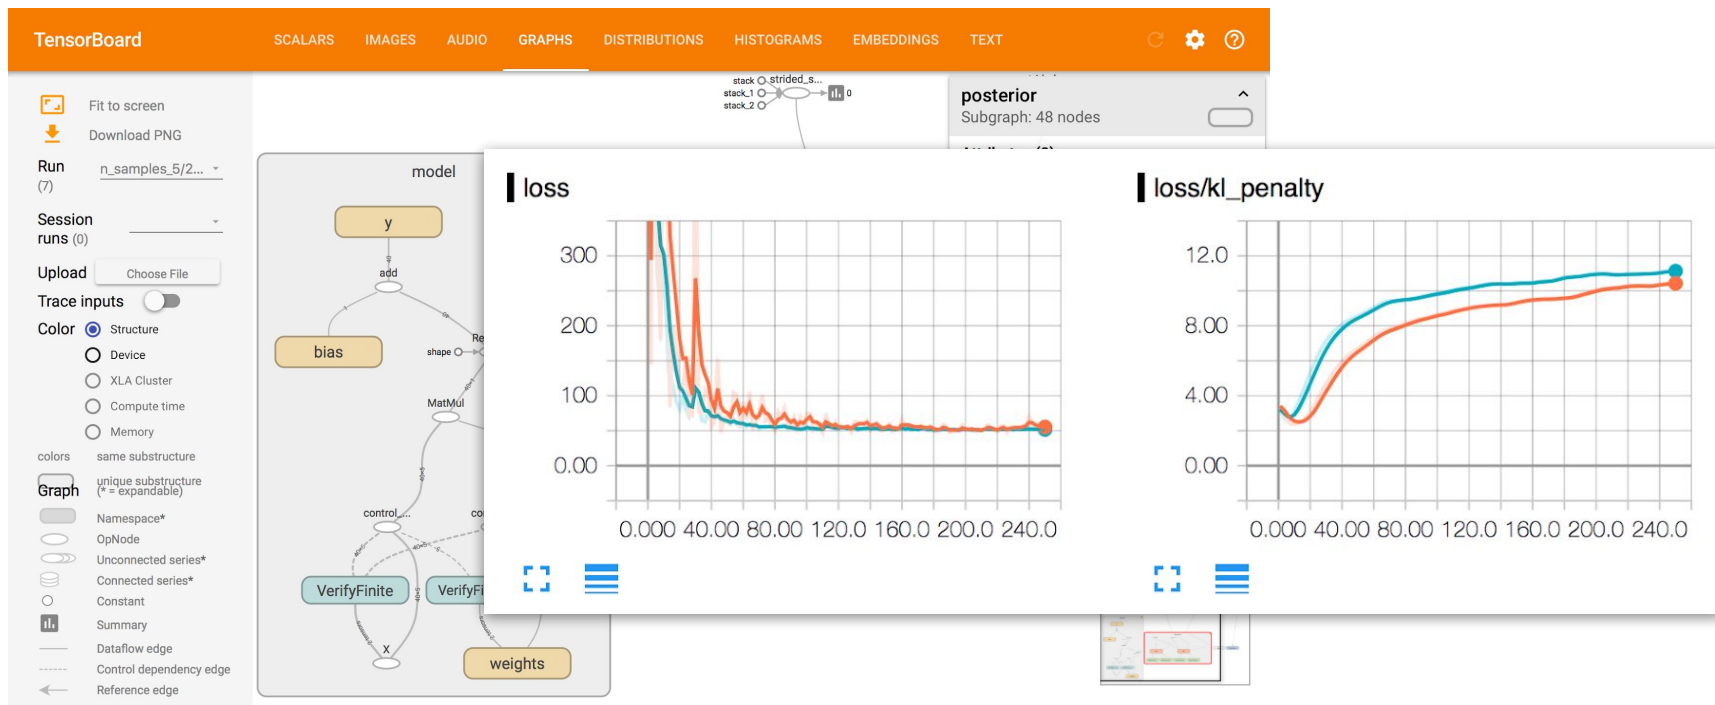 TensorBoard
SCALARS IMAGES AUDIO GRAPHS DISTRIBUTIONS HISTOGRAMS EMBEDDINGS TEXT
Fit to screen
Download PNG
Run
(7)
n_samples_5/2...
Session
runs (0)
Upload
Choose File
Trace inputs
Color
Structure
Device
XLA Cluster
Compute time
Memory
colors
same substructure
unique substructure
Graph
(* = expandable)
Namespace*
OpNode
Unconnected series*
Connected series*
Constant
Summary
Dataflow edge
Control dependency edge
Reference edge
stack
strided_s...
stack_1
0
stack_2
posterior
Subgraph: 48 nodes
model
y
add
bias
shape
Re
MatMul
control_...
co
VerifyFinite
VerifyFi
x
weights
loss
300
200
100
0.00
0.000 40.00 80.00 120.0 160.0 200.0 240.0
loss/kl_penalty
12.0
8.00
4.00
0.00
0.000 40.00 80.00 120.0 160.0 200.0 240.0